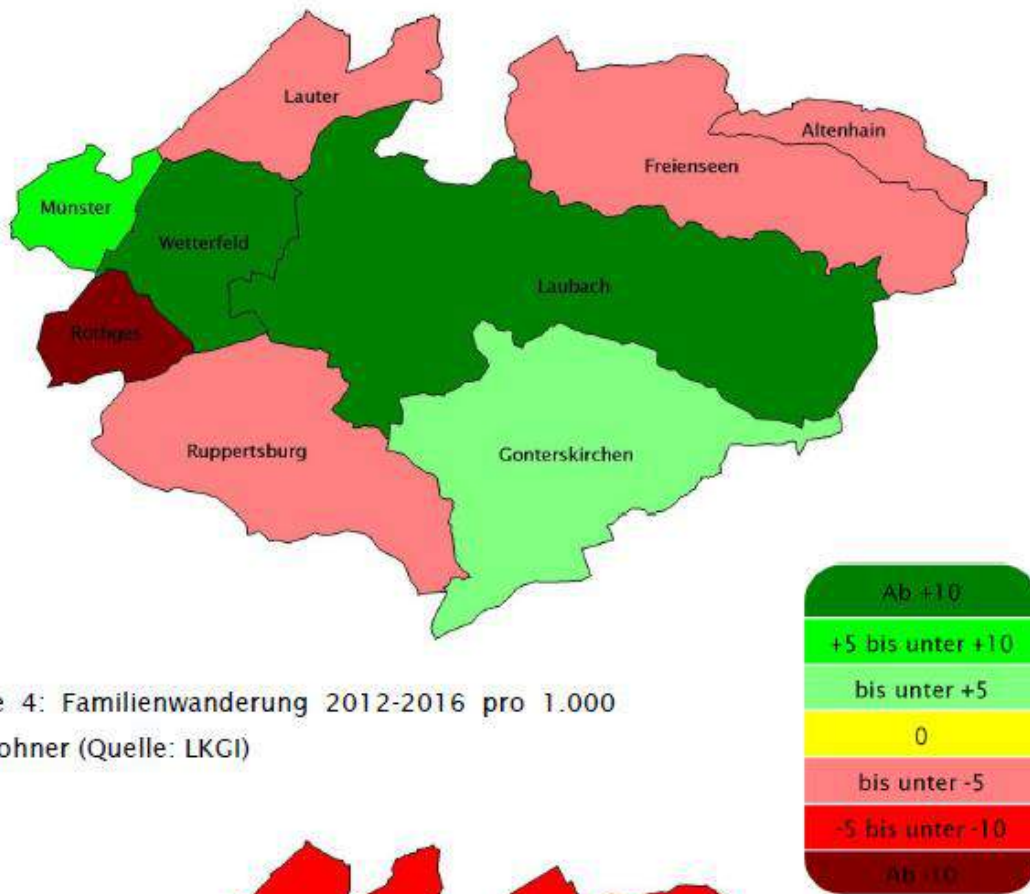 Lauter
Altenhain
Freienseen
Münster
Wetterfeld
Laubach
Röthges
Ruppertsburg
Gonterskirchen
Ab +10
+5 bis unter +10
bis unter +5
0
bis unter -5
-5 bis unter -10
Ab -10
e 4: Familienwanderung 2012-2016 pro 1.000
ohner (Quelle: LKGI)